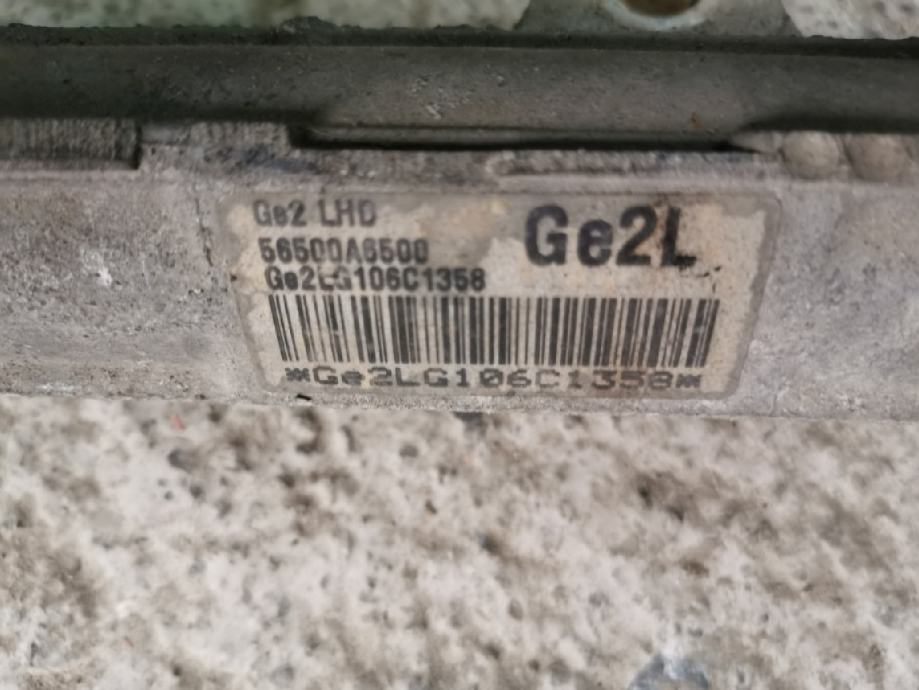 Ge2 LHD
Ge2L
56500A6500
Ge2LG106C1358
*Ge2LG106C1358*